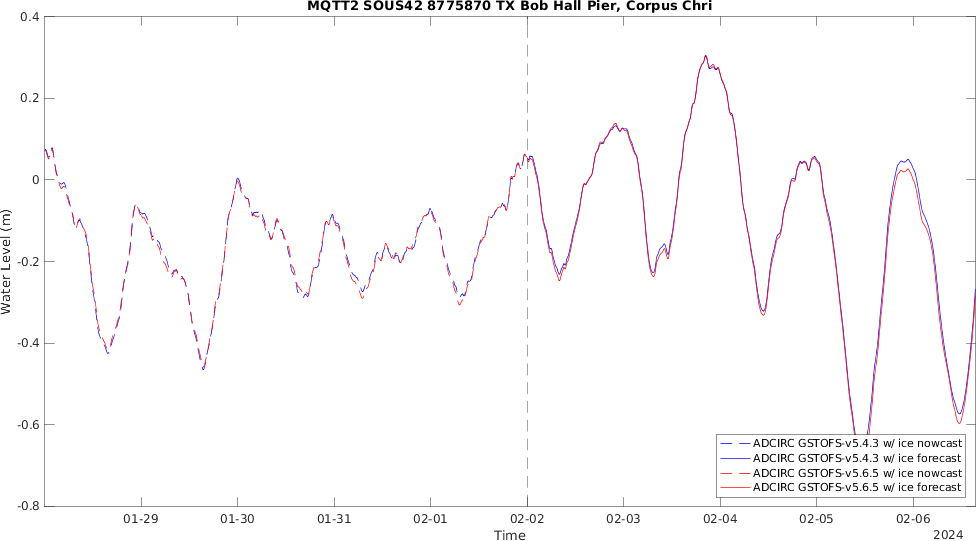 MQTT2 SOUS42 8775870 TX Bob Hall Pier, Corpus Chri
0.4
0.2
0
-0.2
-0.4
-0.6
-0.8
Water Level (m)
ADCIRC GSTOFS-v5.4.3 w/ ice nowcast
ADCIRC GSTOFS-v5.4.3 w/ ice forecast
ADCIRC GSTOFS-v5.6.5 w/ ice nowcast
ADCIRC GSTOFS-v5.6.5 w/ ice forecast
01-29 01-30 01-31 02-01 02-02 02-03 02-04 02-05 02-06
Time
2024